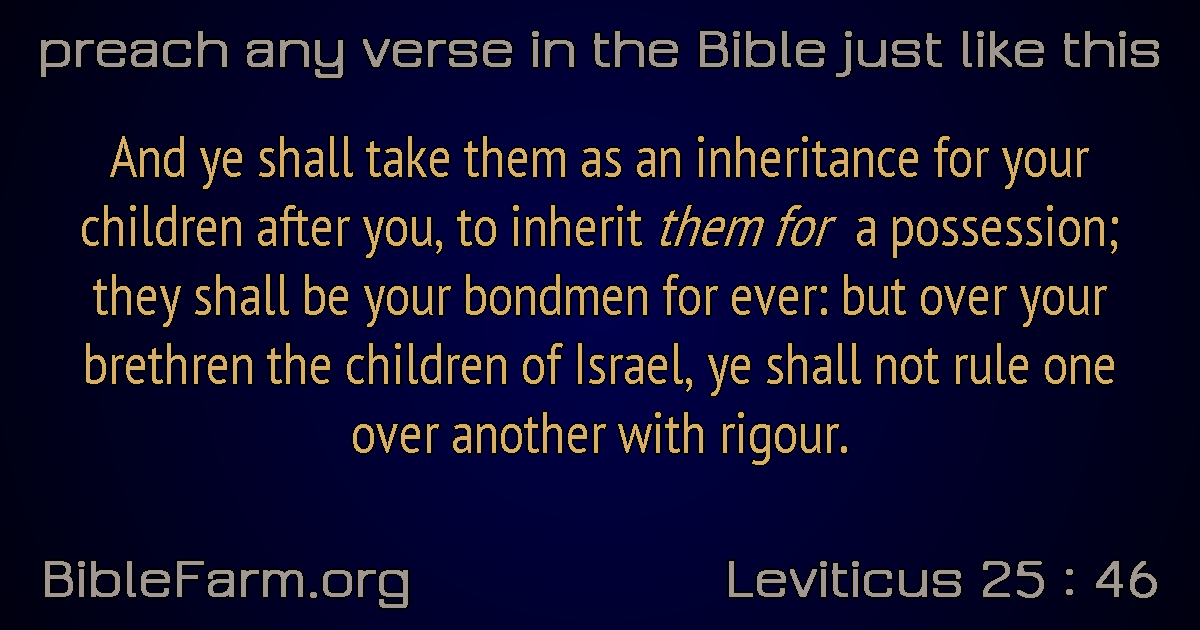 preach any verse in the Bible just like this
And ye shall take them as an inheritance for your
children after you, to inherit them for a possession;
they shall be your bondmen for ever: but over your
brethren the children of Israel, ye shall not rule one
over another with rigour.
BibleFarm.org
Leviticus 25 : 46